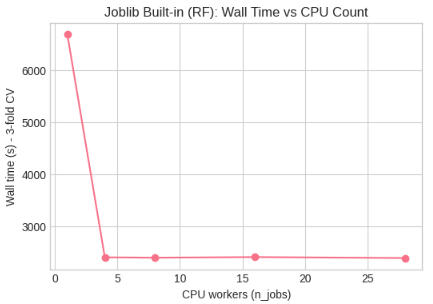 Joblib Built-in (RF): Wall Time vs CPU Count
Wall time (s) - 3-fold CV
6000
5000
4000
3000
0 5 10 15 20 25
CPU workers (n_jobs)